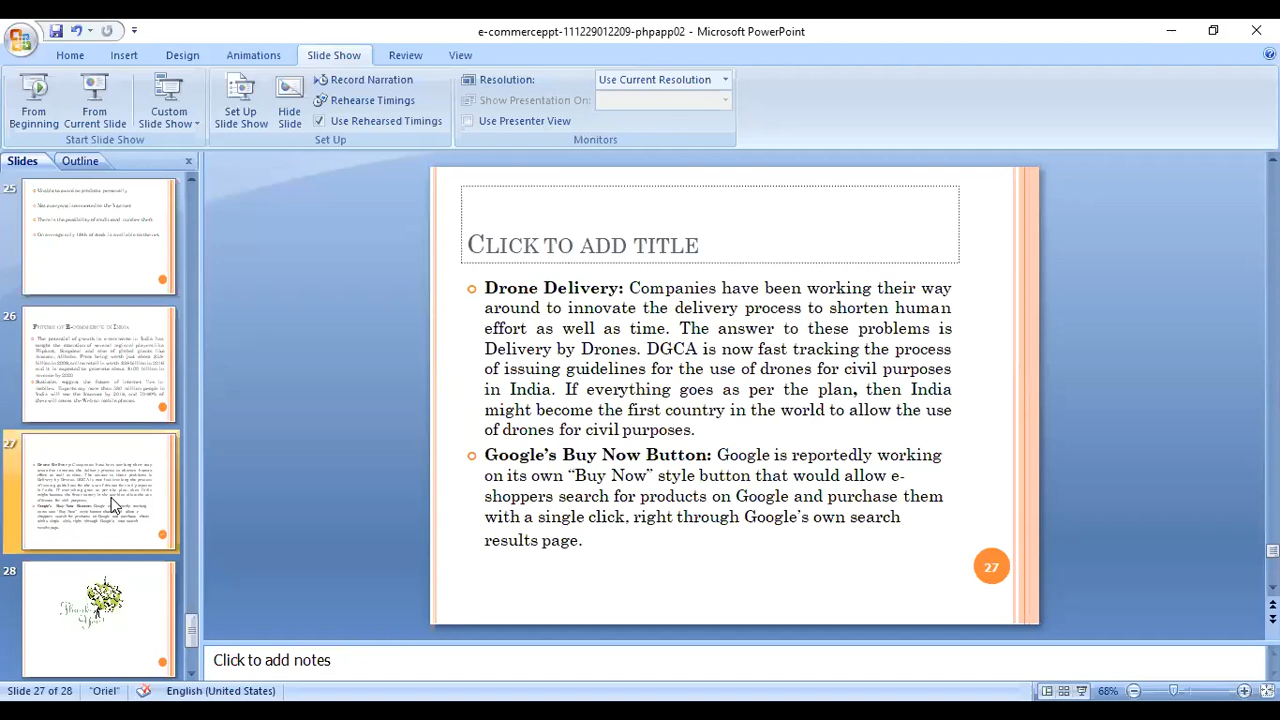 e-commerceppt-111229012209-phpapp02 - Microsoft PowerPoint
Home Insert Design Animations Slide Show Review View
From Beginning
From Current Slide
Custom Slide Show
Start Slide Show
Set Up Slide Show
Hide Slide
Record Narration
Rehearse Timings
Use Rehearsed Timings
Set Up
Resolution: Use Current Resolution
Show Presentation On:
Use Presenter View
Monitors
Slides Outline
25
26
Future of E-commerce in India
27
28
Thank
You
Click to add title
Drone Delivery: Companies have been working their way
around to innovate the delivery process to shorten human
effort as well as time. The answer to these problems is
Delivery by Drones. DGCA is now fast tracking the process
of issuing guidelines for the use of drones for civil purposes
in India. If everything goes as per the plan, then India
might become the first country in the world to allow the use
of drones for civil purposes.
Google's Buy Now Button: Google is reportedly working
on its own “Buy Now” style button that would allow e-
shoppers search for products on Google and purchase them
with a single click, right through Google's own search
results page.
27
Click to add notes
Slide 27 of 28 "Oriel" English (United States) 68%